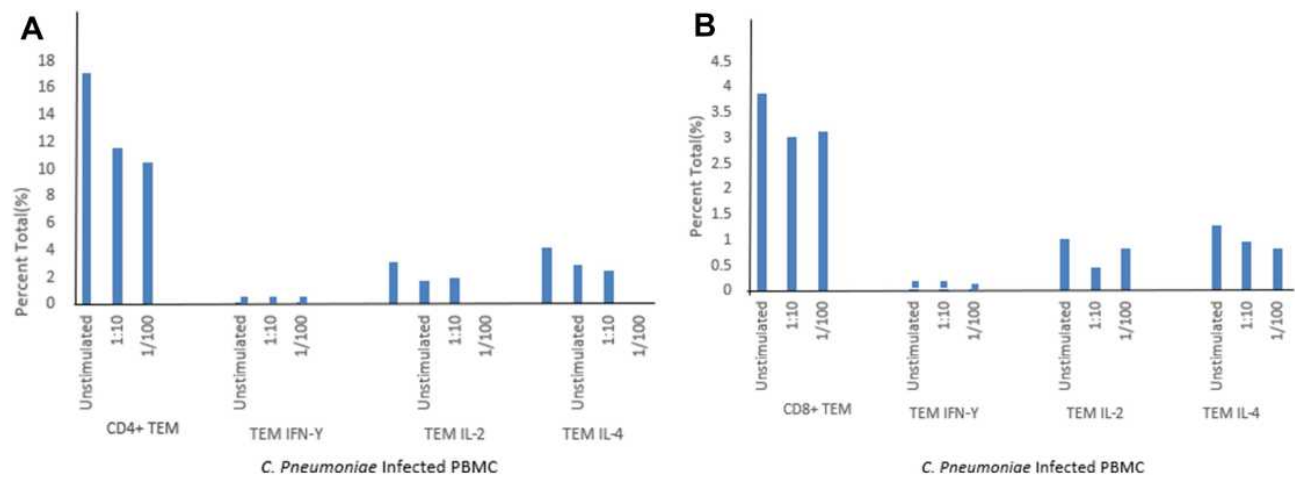 A
Percent Total(%)
18
16
14
12
10
8
6
4
2
0
Unstimulated
1:10
1/100
Unstimulated
1:10
1/100
Unstimulated
1:10
1/100
Unstimulated
1:10
1/100
CD4+ TEM
TEM IFN-Y
TEM IL-2
TEM IL-4
C. Pneumoniae Infected PBMC
B
Percent Total(%)
4.5
4
3.5
3
2.5
2
1.5
1
0.5
0
Unstimulated
1:10
1/100
Unstimulated
1:10
1/100
Unstimulated
1:10
1/100
Unstimulated
1:10
1/100
CD8+ TEM
TEM IFN-Y
TEM IL-2
TEM IL-4
C. Pneumoniae Infected PBMC